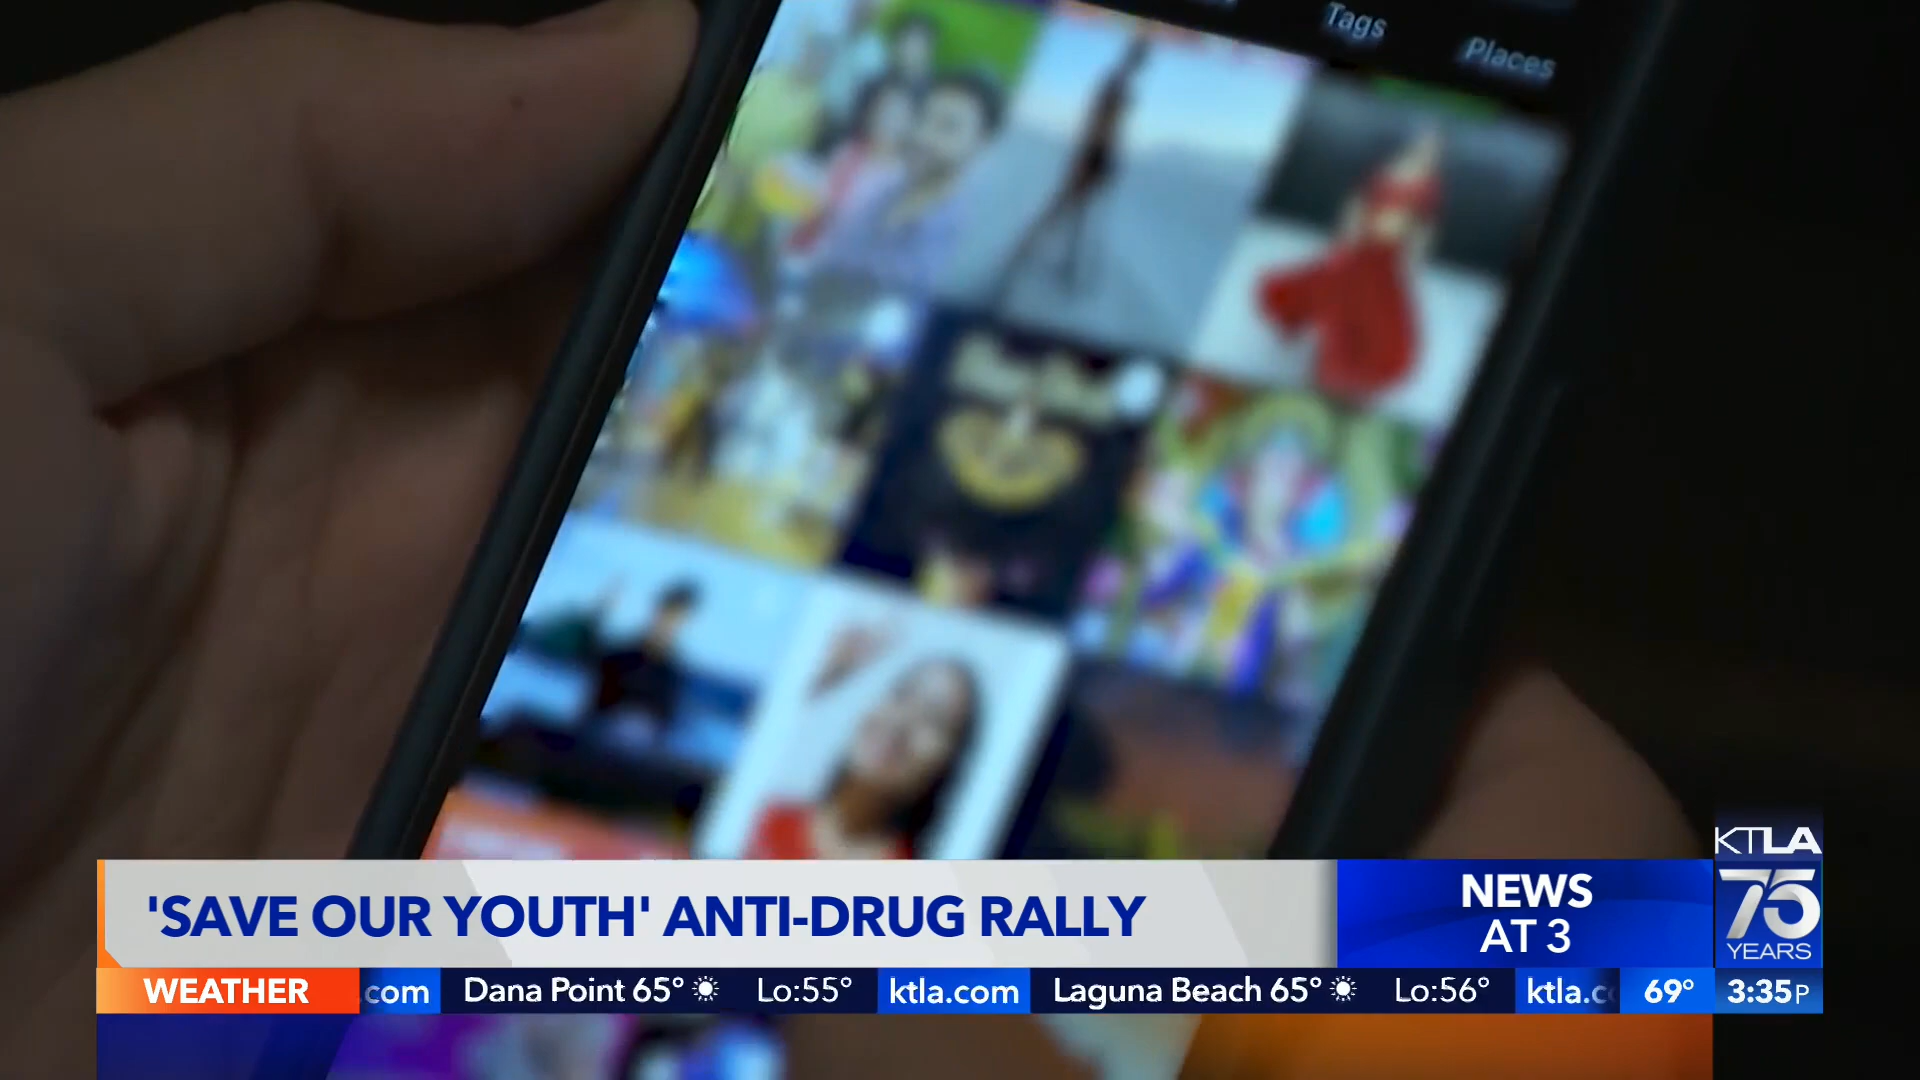 Tags
Places
'SAVE OUR YOUTH' ANTI-DRUG RALLY
NEWS
AT 3
KTLA
75
YEARS
WEATHER .com Dana Point 65° Lo:55° ktla.com Laguna Beach 65° Lo:56° ktla.c 69° 3:35P